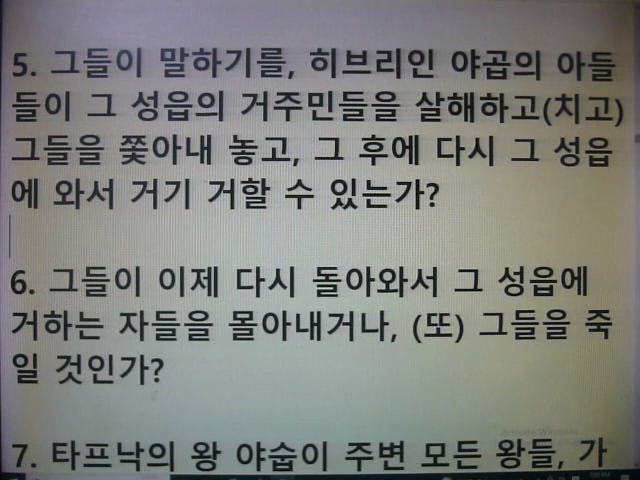 5. 그들이 말하기를, 히브리인 야곱의 아들
들이 그 성읍의 거주민들을 살해하고(치고)
그들을 쫓아내 놓고, 그 후에 다시 그 성읍
에 와서 거기 거할 수 있는가?
6. 그들이 이제 다시 돌아와서 그 성읍에
거하는 자들을 몰아내거나, (또) 그들을 죽
일 것인가?
Activate Windows
7. 타프낙의 왕 야숩이 주변 모든 왕들, 가